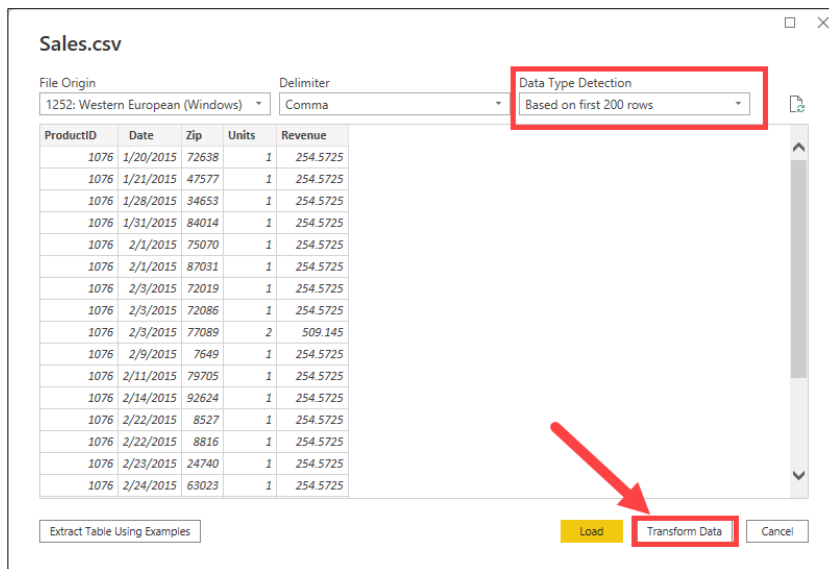 Sales.csv
File Origin Delimiter Data Type Detection
1252: Western European (Windows) Comma Based on first 200 rows
ProductID Date Zip Units Revenue
1076 1/20/2015 72638 1 254.5725
1076 1/21/2015 47577 1 254.5725
1076 1/28/2015 34653 1 254.5725
1076 1/31/2015 84014 1 254.5725
1076 2/1/2015 75070 1 254.5725
1076 2/1/2015 87031 1 254.5725
1076 2/3/2015 72019 1 254.5725
1076 2/3/2015 72086 1 254.5725
1076 2/3/2015 77089 2 509.145
1076 2/9/2015 7649 1 254.5725
1076 2/11/2015 79705 1 254.5725
1076 2/14/2015 92624 1 254.5725
1076 2/22/2015 8527 1 254.5725
1076 2/22/2015 8816 1 254.5725
1076 2/23/2015 24740 1 254.5725
1076 2/24/2015 63023 1 254.5725
Extract Table Using Examples Load Transform Data Cancel